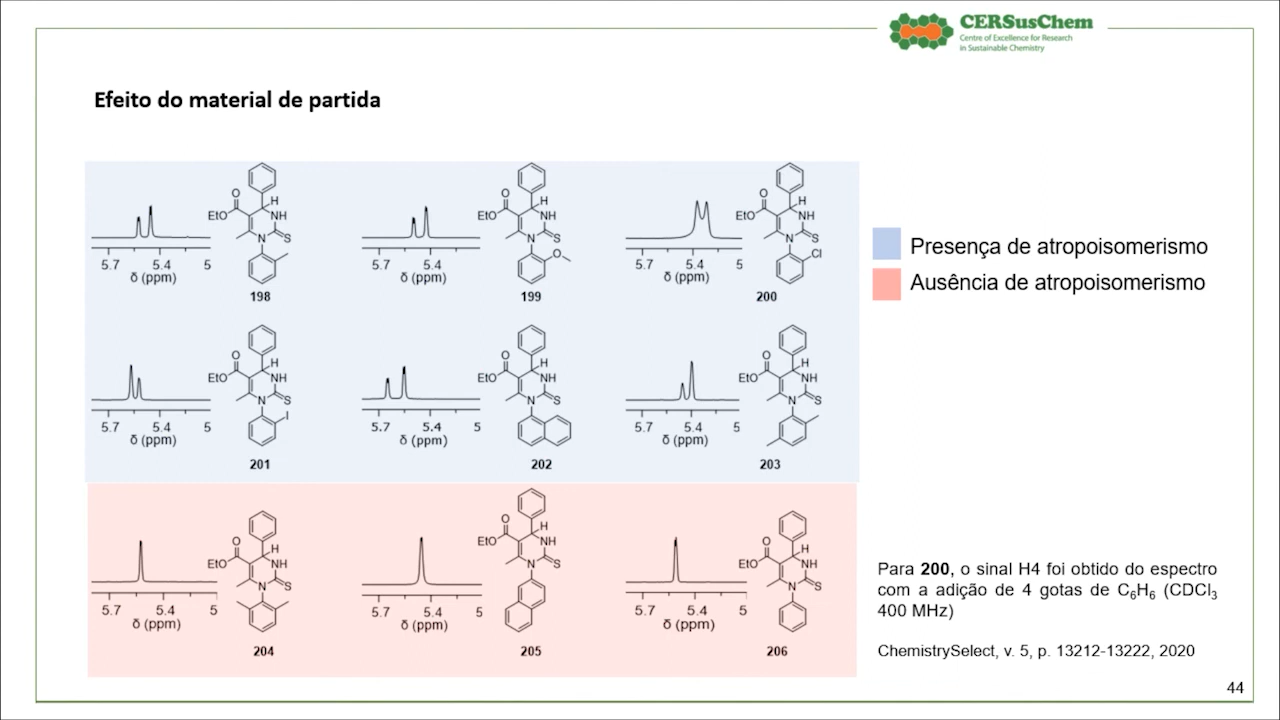 CERSusChem
Centre of Excellence for Research
in Sustainable Chemistry
Efeito do material de partida
O H
EtO NH
N S
5.7 5.4 5
δ (ppm)
198
O H
EtO NH
N S
O
5.7 5.4
δ (ppm)
199
O H
EtO NH
N S
Cl
5.7 5.4 5
δ (ppm)
200
Presença de atropoisomerismo
Ausência de atropoisomerismo
O H
EtO NH
N S
I
5.7 5.4 5
δ (ppm)
201
O H
EtO NH
N S
5.7 5.4 5
δ (ppm)
202
O H
EtO NH
N S
5.7 5.4 5
δ (ppm)
203
O H
EtO NH
N S
5.7 5.4 5
δ (ppm)
204
O H
EtO NH
N S
5.7 5.4 5
δ (ppm)
205
O H
EtO NH
N S
5.7 5.4 5
δ (ppm)
206
Para 200, o sinal H4 foi obtido do espectro
com a adição de 4 gotas de C₆H₆ (CDCl₃
400 MHz)
ChemistrySelect, v. 5, p. 13212-13222, 2020
44